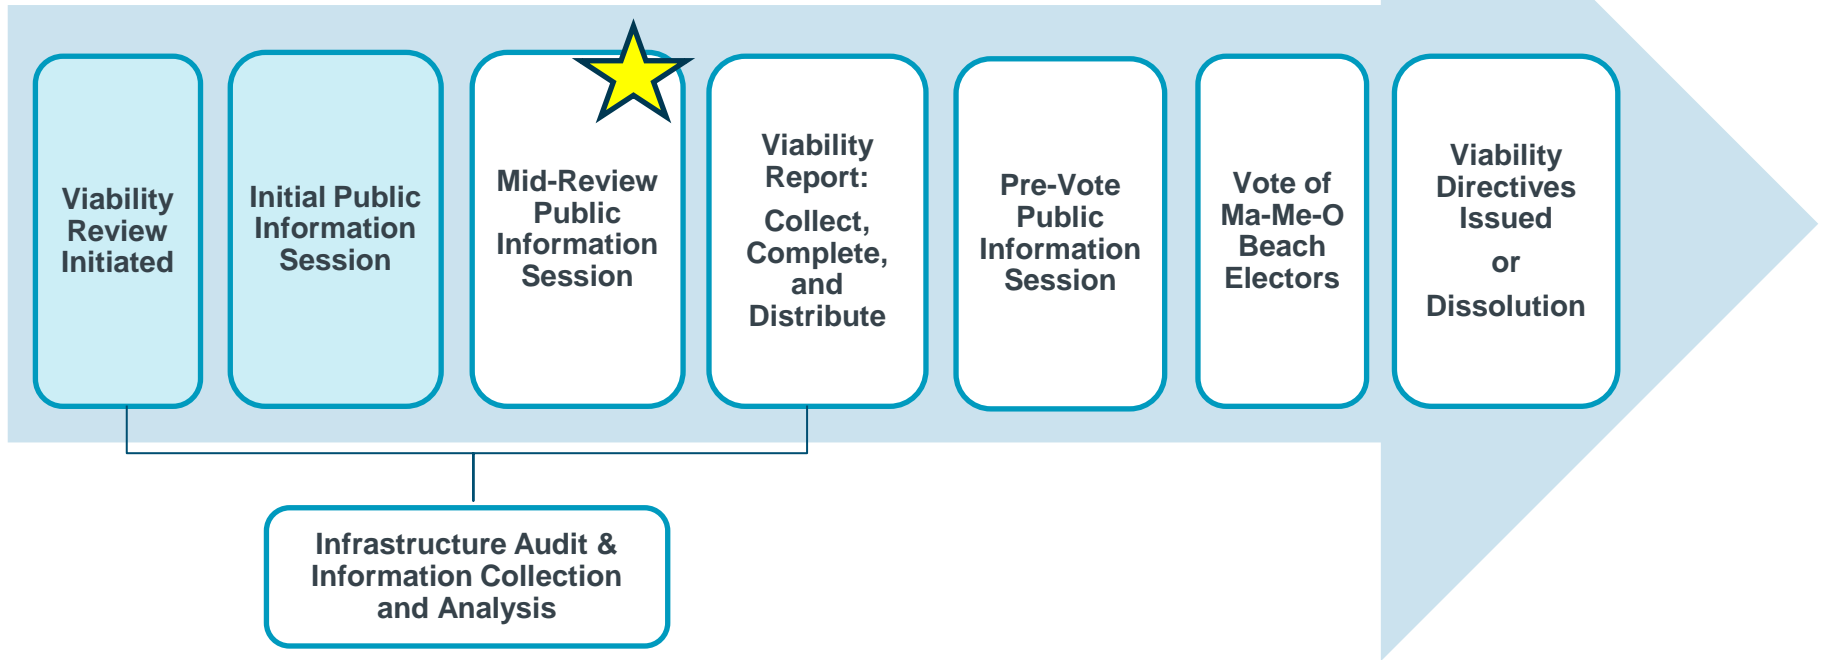 Viability
Review
Initiated
Initial Public
Information
Session
Mid-Review
Public
Information
Session
Viability
Report:
Collect,
Complete,
and
Distribute
Pre-Vote
Public
Information
Session
Vote of
Ma-Me-O
Beach
Electors
Viability
Directives
Issued
or
Dissolution
Infrastructure Audit &
Information Collection
and Analysis